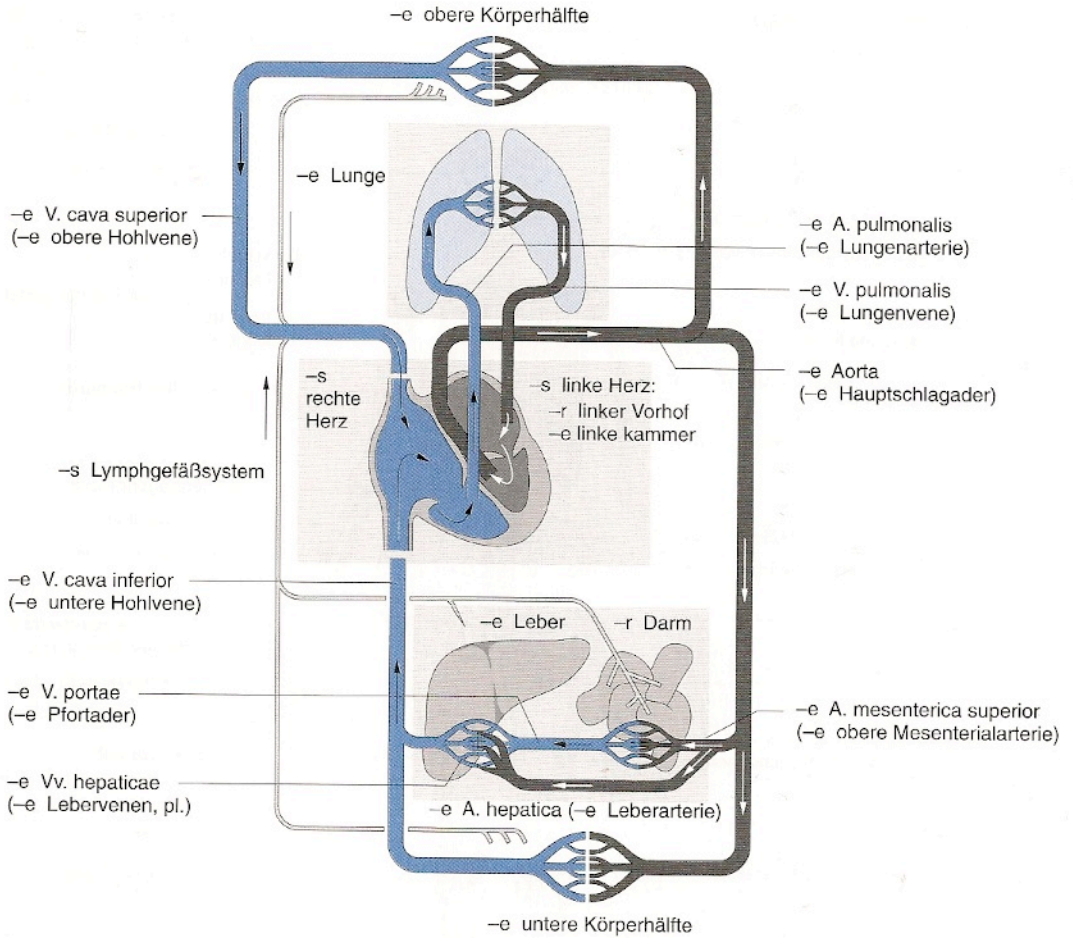 –e obere Körperhälfte
–e Lunge
–e V. cava superior
(–e obere Hohlvene)
–e A. pulmonalis
(–e Lungenarterie)
–e V. pulmonalis
(–e Lungenvene)
–e Aorta
(–e Hauptschlagader)
–s
rechte
Herz
–s linke Herz:
–r linker Vorhof
–e linke kammer
–s Lymphgefäßsystem
–e V. cava inferior
(–e untere Hohlvene)
–e Leber
–r Darm
–e V. portae
(–e Pfortader)
–e A. mesenterica superior
(–e obere Mesenterialarterie)
–e Vv. hepaticae
(–e Lebervenen, pl.)
–e A. hepatica (–e Leberarterie)
–e untere Körperhälfte